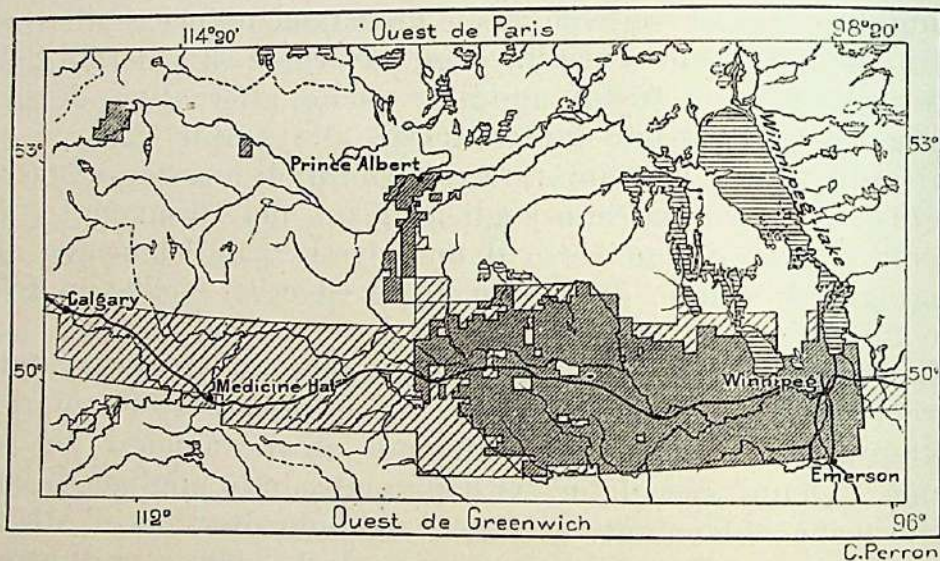 114°20' Ouest de Paris 98°20'
53° 53°
Prince Albert
Winnipeg lake
Calgary
50° 50°
Medicine Hat
Winnipeg
Emerson
112° Ouest de Greenwich 96°
C. Perron